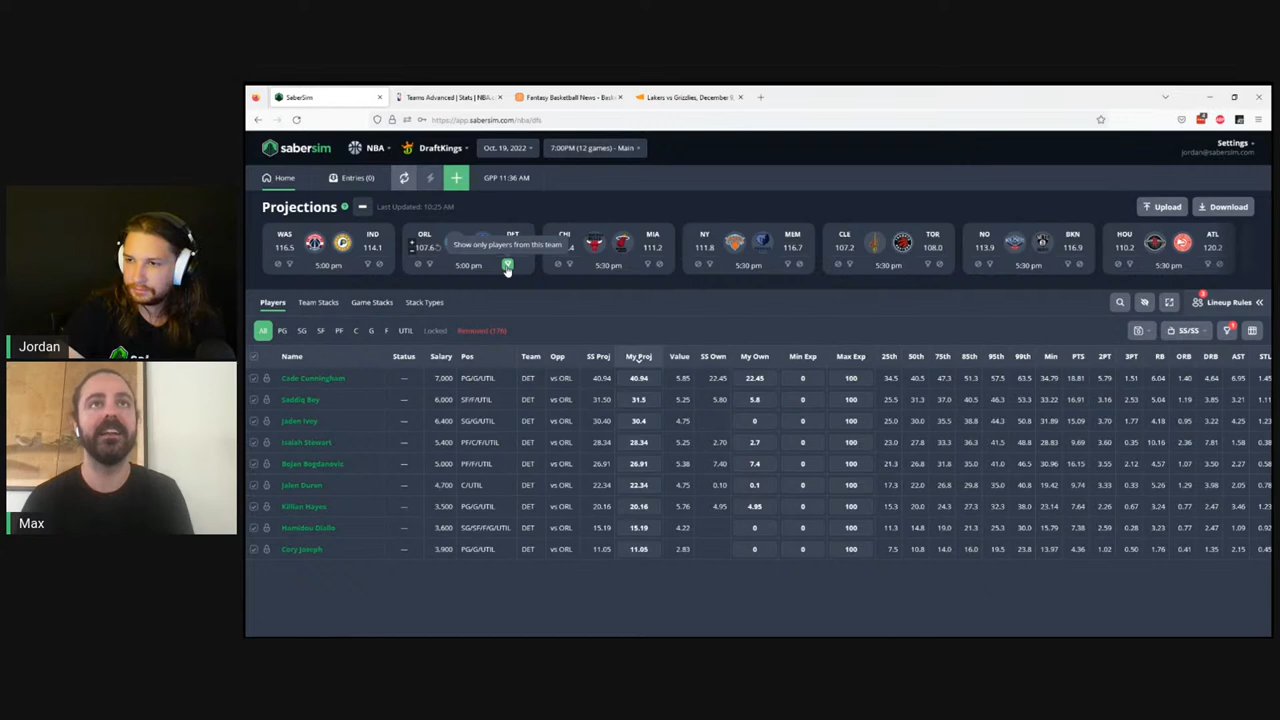 SaberSim
Teams Advanced | Stats | NBA.c
Fantasy Basketball News - Bask
Lakers vs Grizzlies, December 9,
https://app.sabersim.com/nba/dfs
sabersim NBA DraftKings Oct. 19, 2022 7:00PM (12 games) - Main Settings
jordan@sabersim.com
Home Entries (0) GPP 11:36 AM
Projections Last Updated: 10:25 AM Upload Download
WAS 116.5 IND 114.1 5:00 pm
ORL 107.6 DET 5:00 pm
Show only players from this team
CHI MIA 111.2 5:30 pm
NY 111.8 MEM 116.7 5:30 pm
CLE 107.2 TOR 108.0 5:30 pm
NO 113.9 BKN 116.9 5:30 pm
HOU 110.2 ATL 120.2 5:30 pm
Players Team Stacks Game Stacks Stack Types Lineup Rules
All PG SG SF PF C G F UTIL Locked Removed (176) SS/SS
Name Status Salary Pos Team Opp SS Proj My Proj Value SS Own My Own Min Exp Max Exp 25th 50th 75th 85th 95th 99th Min PTS 2PT 3PT RB ORB DRB AST STL
Cade Cunningham — 7,000 PG/G/UTIL DET vs ORL 40.94 40.94 5.85 22.45 22.45 0 100 34.5 40.5 47.3 51.3 57.5 63.5 34.79 18.81 5.79 1.51 6.04 1.40 4.64 6.95 1.45
Saddiq Bey — 6,000 SF/F/UTIL DET vs ORL 31.50 31.5 5.25 5.80 5.8 0 100 25.5 31.3 37.0 40.5 46.3 53.0 33.22 16.91 3.16 2.53 5.04 1.19 3.85 3.21 1.11
Jaden Ivey — 6,400 SG/G/UTIL DET vs ORL 30.40 30.4 4.75 0 0 100 25.0 30.0 35.5 38.8 44.3 50.8 31.89 15.09 3.70 1.77 4.18 0.95 3.22 4.25 1.23
Isaiah Stewart — 5,400 PF/C/F/UTIL DET vs ORL 28.34 28.34 5.25 2.70 2.7 0 100 23.0 27.8 33.3 36.3 41.5 48.8 28.83 9.69 3.60 .35 10.16 2.36 7.81 1.38 0.38
Bojan Bogdanovic — 5,000 PF/F/UTIL DET vs ORL 26.91 26.91 5.38 7.40 7.4 0 100 21.3 26.8 31.8 35.0 41.0 46.5 30.96 16.15 3.55 2.12 4.57 1.07 3.50 2.27 0.58
Jalen Duren — 4,700 C/UTIL DET vs ORL 22.34 22.34 4.75 0.10 0.1 0 100 17.3 22.0 26.8 29.8 35.0 41.0 19.42 9.74 4.33 0.16 5.29 1.31 3.98 2.05 0.78
Killian Hayes — 3,500 PG/G/UTIL DET vs ORL 20.16 20.16 5.76 4.95 4.95 0 100 15.3 20.0 24.3 27.3 32.3 38.0 23.14 7.64 2.26 0.67 3.24 0.77 2.47 3.46 1.13
Hamidou Diallo — 3,600 SG/SF/F/G/UTIL DET vs ORL 15.19 15.19 4.22 0 0 100 11.3 14.8 19.0 21.3 25.3 30.3 15.79 7.38 2.59 0.28 3.23 0.77 2.47 1.09 0.92
Cory Joseph — 3,900 PG/G/UTIL DET vs ORL 11.05 11.05 2.83 0 0 100 7.5 10.8 14.0 16.0 19.5 23.8 13.97 4.36 1.02 0.50 1.76 0.41 1.35 2.15 0.45
Jordan
Max